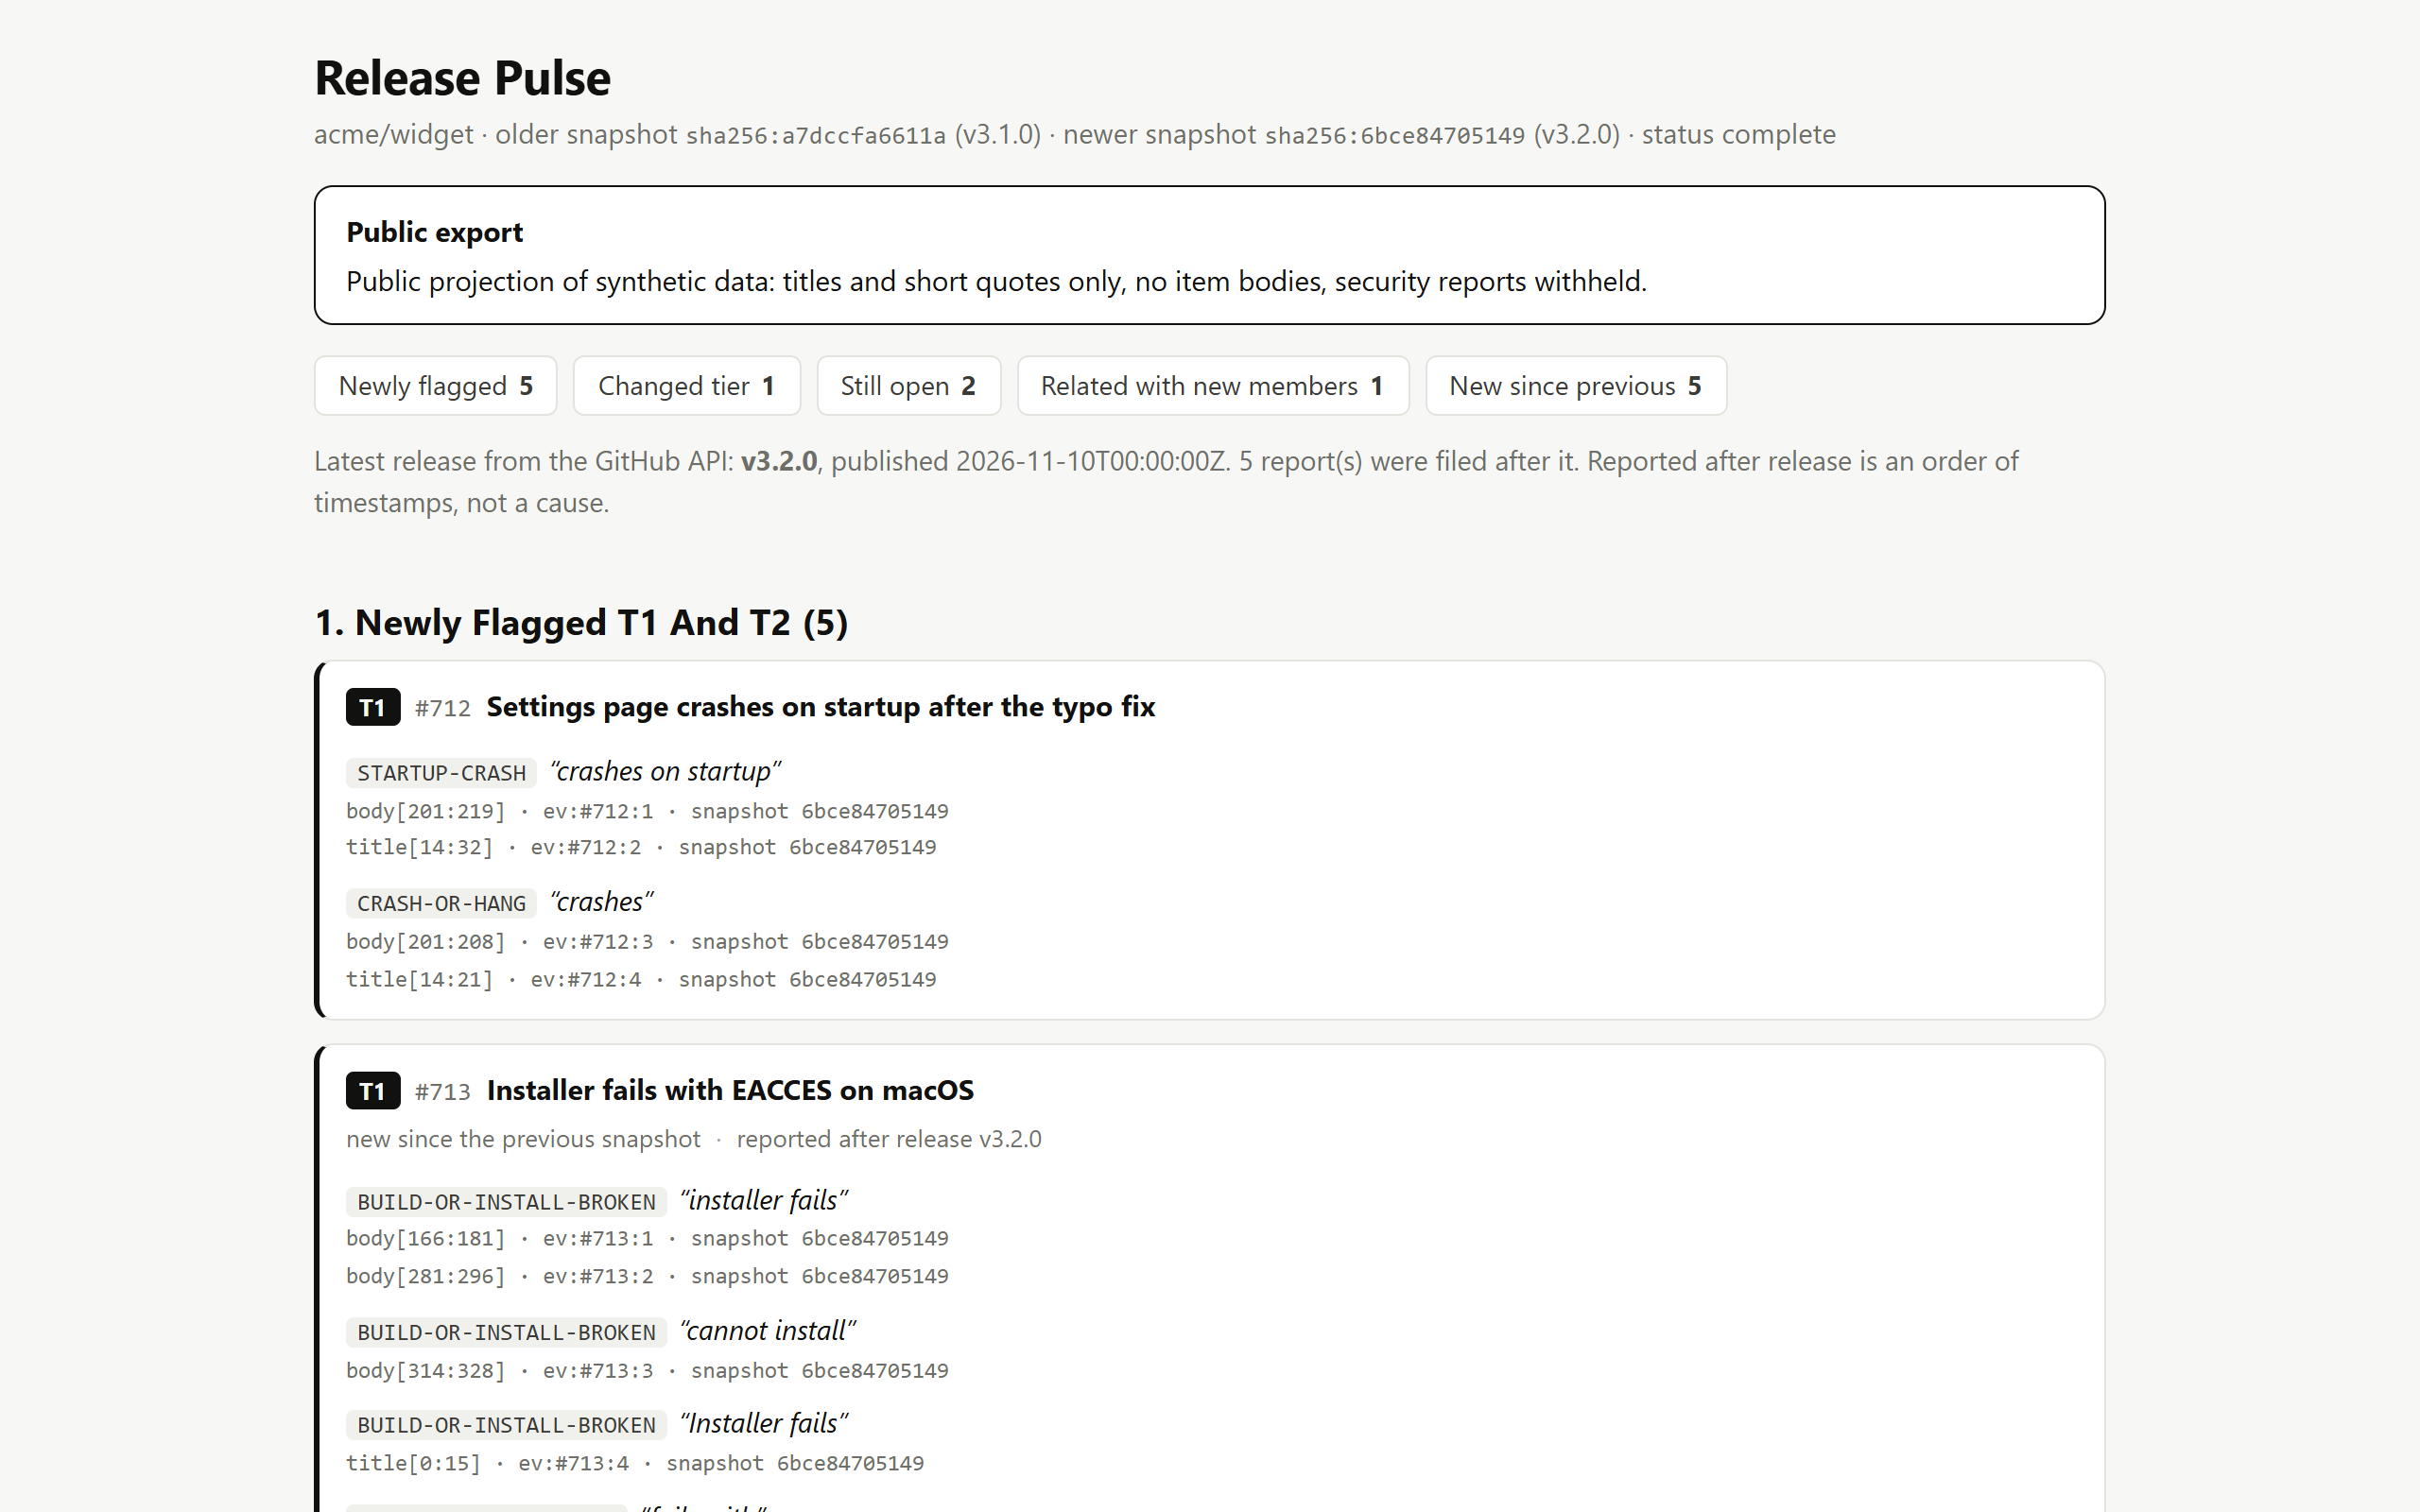 Release Pulse
acme/widget · older snapshot sha256:a7dccfa6611a (v3.1.0) · newer snapshot sha256:6bce84705149 (v3.2.0) · status complete
Public export
Public projection of synthetic data: titles and short quotes only, no item bodies, security reports withheld.
Newly flagged 5 Changed tier 1 Still open 2 Related with new members 1 New since previous 5
Latest release from the GitHub API: v3.2.0, published 2026-11-10T00:00:00Z. 5 report(s) were filed after it. Reported after release is an order of
timestamps, not a cause.
1. Newly Flagged T1 And T2 (5)
T1 #712 Settings page crashes on startup after the typo fix
STARTUP-CRASH “crashes on startup”
body[201:219] · ev:#712:1 · snapshot 6bce84705149
title[14:32] · ev:#712:2 · snapshot 6bce84705149
CRASH-OR-HANG “crashes”
body[201:208] · ev:#712:3 · snapshot 6bce84705149
title[14:21] · ev:#712:4 · snapshot 6bce84705149
T1 #713 Installer fails with EACCES on macOS
new since the previous snapshot · reported after release v3.2.0
BUILD-OR-INSTALL-BROKEN “installer fails”
body[166:181] · ev:#713:1 · snapshot 6bce84705149
body[281:296] · ev:#713:2 · snapshot 6bce84705149
BUILD-OR-INSTALL-BROKEN “cannot install”
body[314:328] · ev:#713:3 · snapshot 6bce84705149
BUILD-OR-INSTALL-BROKEN “Installer fails”
title[0:15] · ev:#713:4 · snapshot 6bce84705149